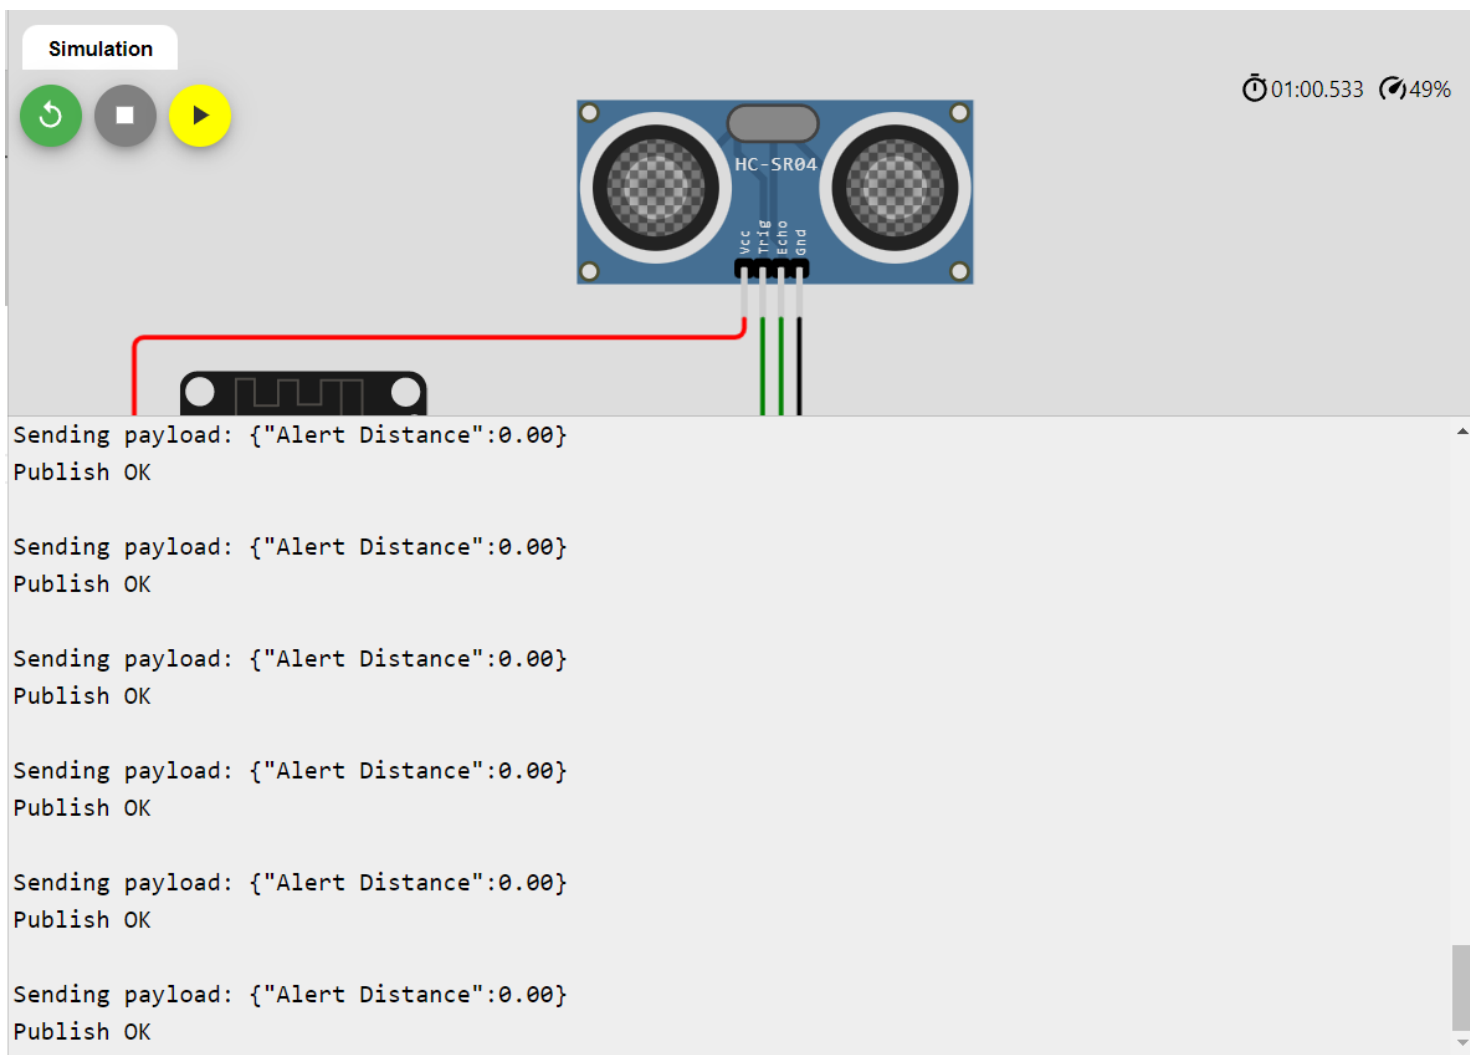 Simulation
01:00.533 49%
HC-SR04
Vcc
Trig
Echo
Gnd
Sending payload: {"Alert Distance":0.00}
Publish OK
Sending payload: {"Alert Distance":0.00}
Publish OK
Sending payload: {"Alert Distance":0.00}
Publish OK
Sending payload: {"Alert Distance":0.00}
Publish OK
Sending payload: {"Alert Distance":0.00}
Publish OK
Sending payload: {"Alert Distance":0.00}
Publish OK